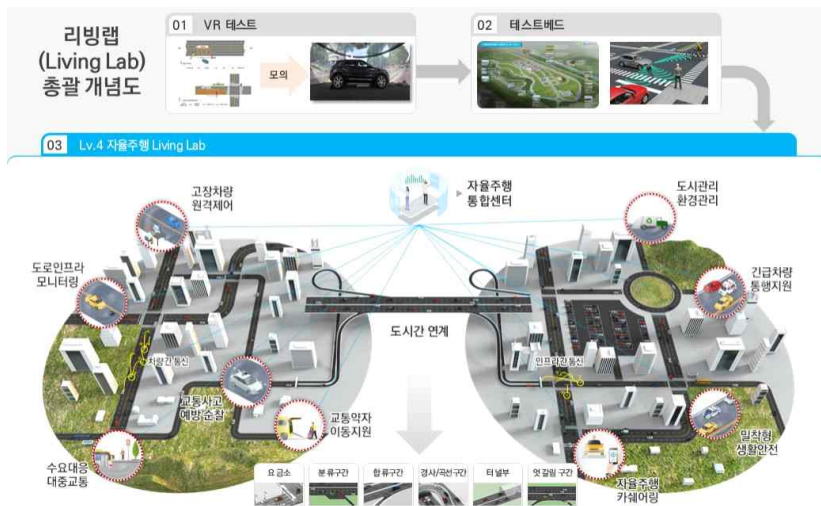 리빙랩
(Living Lab)
총괄 개념도
01 VR 테스트
모의
02 테스트베드
03 Lv.4 자율주행 Living Lab
고장차량
원격제어
자율주행
통합센터
도시관리
환경관리
도로인프라
모니터링
긴급차량
통행지원
도시간 연계
차량간 통신
인프라간 통신
교통사고
예방·순찰
교통약자
이동지원
밀착형
생활안전
수요대응
대중교통
자율주행
카쉐어링
요금소
분류구간
합류구간
경사/곡선구간
터널부
엇갈림 구간